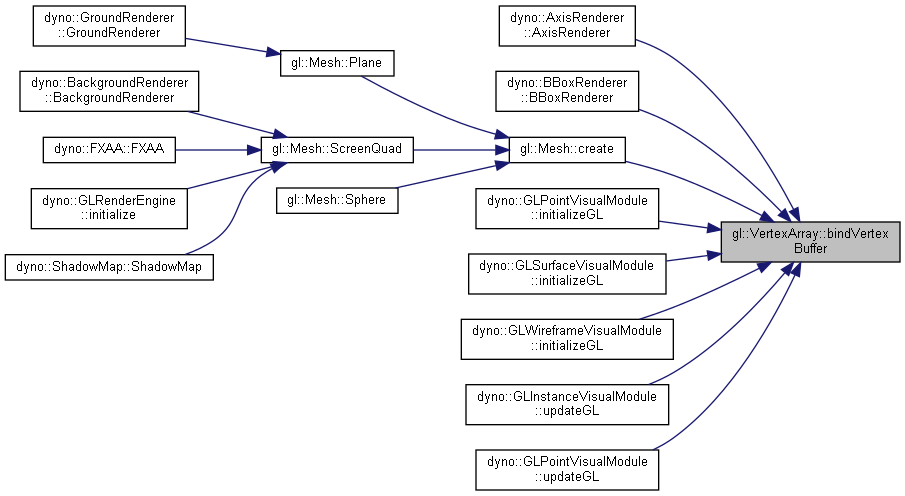 dyno::GroundRenderer
::GroundRenderer
dyno::BackgroundRenderer
::BackgroundRenderer
dyno::FXAA::FXAA
dyno::GLRenderEngine
::initialize
dyno::ShadowMap::ShadowMap
gl::Mesh::Plane
gl::Mesh::ScreenQuad
gl::Mesh::Sphere
dyno::AxisRenderer
::AxisRenderer
dyno::BBoxRenderer
::BBoxRenderer
gl::Mesh::create
dyno::GLPointVisualModule
::initializeGL
dyno::GLSurfaceVisualModule
::initializeGL
dyno::GLWireframeVisualModule
::initializeGL
dyno::GLInstanceVisualModule
::updateGL
dyno::GLPointVisualModule
::updateGL
gl::VertexArray::bindVertex
Buffer